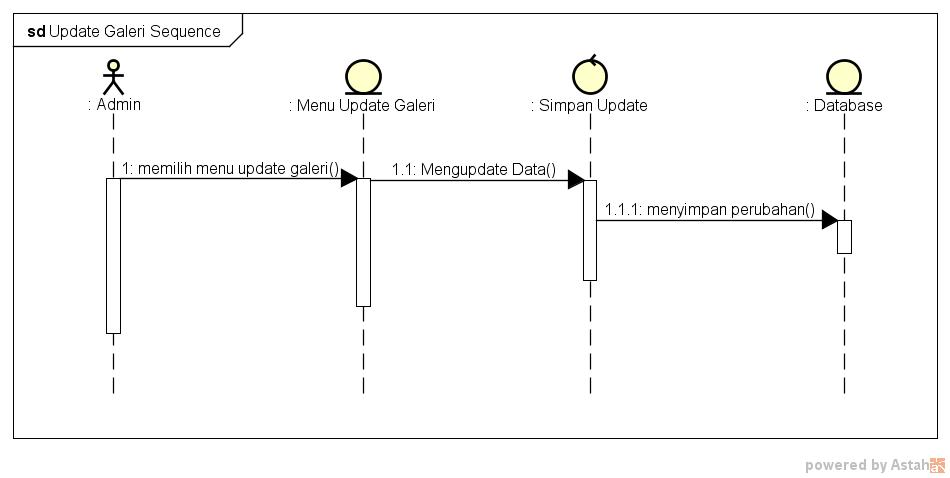 sd Update Galeri Sequence
: Admin
: Menu Update Galeri
: Simpan Update
: Database
1: memilih menu update galeri()
1.1: Mengupdate Data()
1.1.1: menyimpan perubahan()
powered by Astah